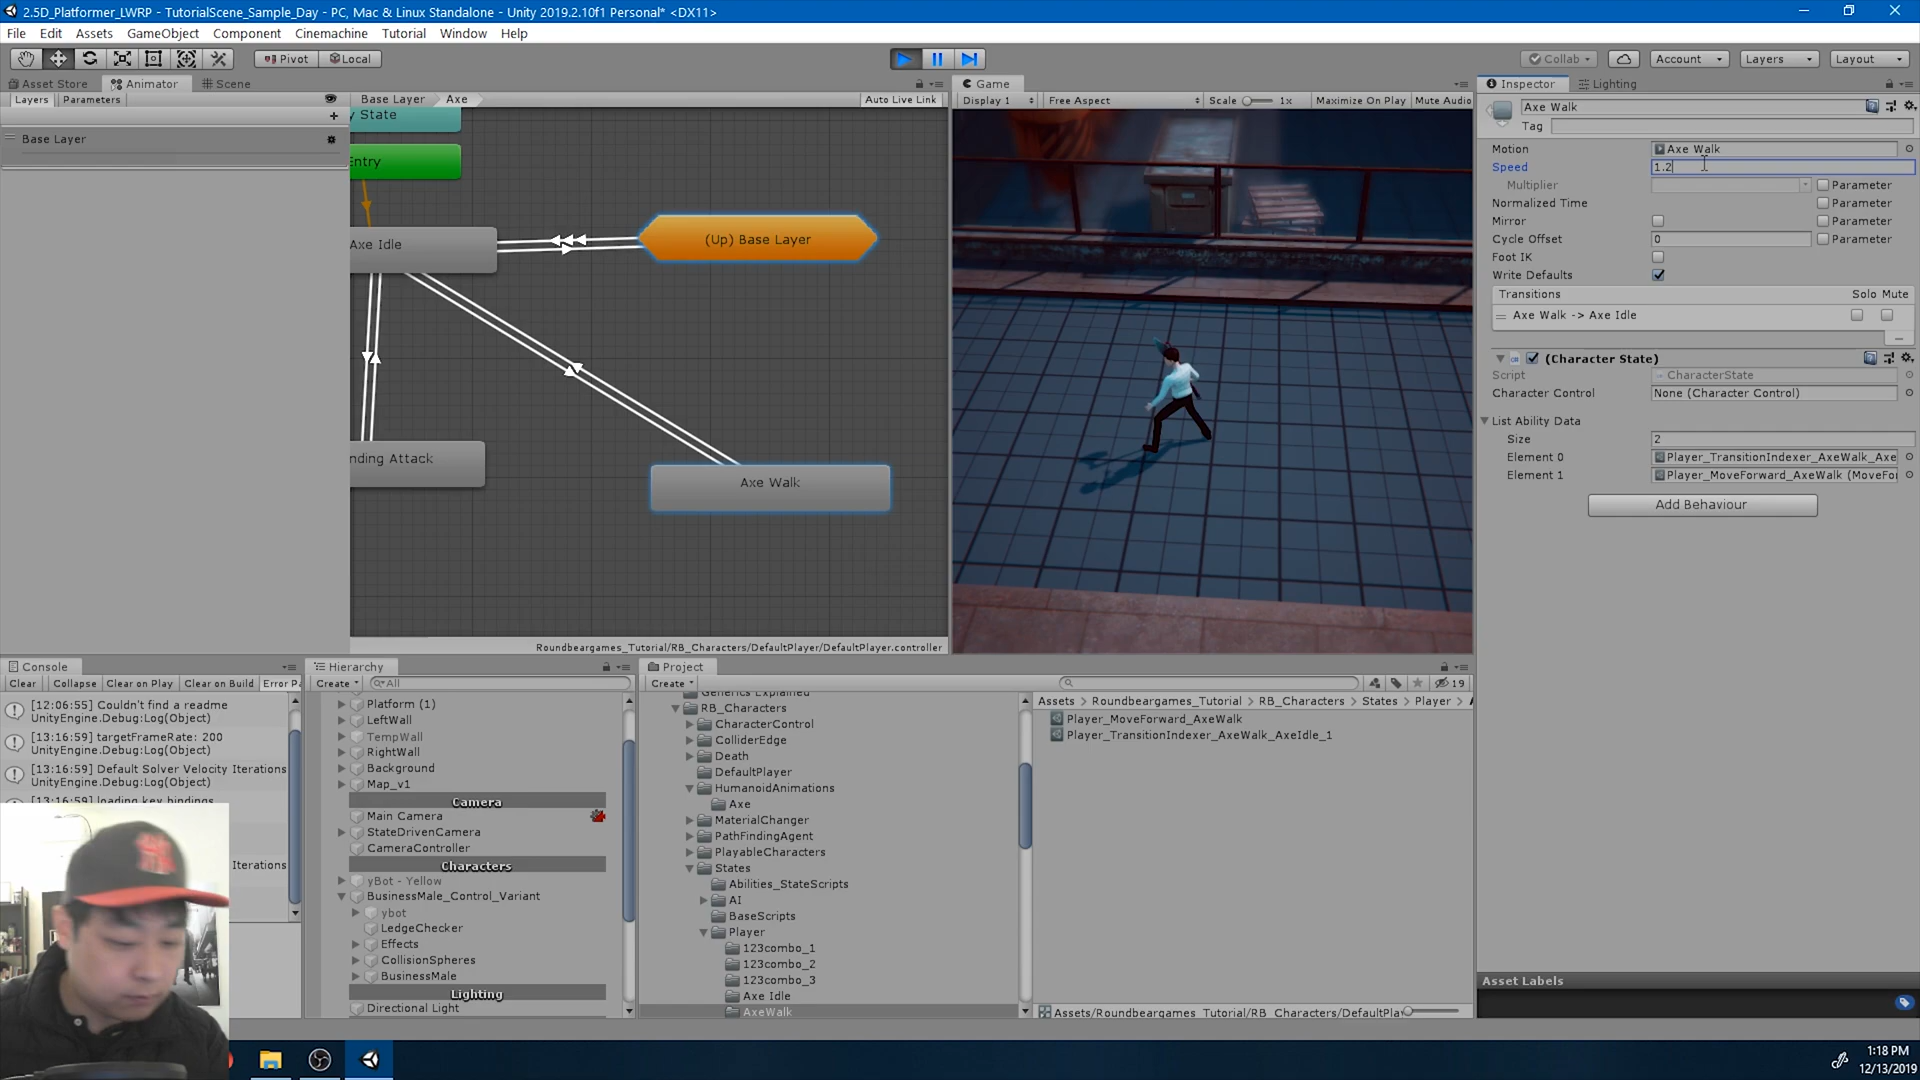 2.5D_Platformer_LWRP - TutorialScene_Sample_Day - PC, Mac & Linux Standalone - Unity 2019.2.10f1 Personal* <DX11>
File Edit Assets GameObject Component Cinemachine Tutorial Window Help
Pivot Local Collab Account Layers Layout
Asset Store Animator Scene Game Inspector Lighting
Layers Parameters Base Layer Axe Auto Live Link Display 1 Free Aspect Scale 1x Maximize On Play Mute Audio
Base Layer
y State
Entry
Axe Idle
(Up) Base Layer
nding Attack
Axe Walk
Roundbeargames_Tutorial/RB_Characters/DefaultPlayer/DefaultPlayer.controller
Axe Walk
Tag
Motion Axe Walk
Speed 1.2
Multiplier Parameter
Normalized Time Parameter
Mirror Parameter
Cycle Offset 0 Parameter
Foot IK
Write Defaults
Transitions Solo Mute
Axe Walk -> Axe Idle
(Character State)
Script CharacterState
Character Control None (Character Control)
List Ability Data
Size 2
Element 0 Player_TransitionIndexer_AxeWalk_Axe
Element 1 Player_MoveForward_AxeWalk (MoveFo
Add Behaviour
Asset Labels
Console
Clear Collapse Clear on Play Clear on Build Error Pa
[12:06:55] Couldn't find a readme
UnityEngine.Debug:Log(Object)
[13:16:59] targetFrameRate: 200
UnityEngine.Debug:Log(Object)
[13:16:59] Default Solver Velocity Iterations
UnityEngine.Debug:Log(Object)
[13:16:59] loading key bindings
Iterations
Hierarchy
Create All
Platform (1)
LeftWall
TempWall
RightWall
Background
Map_v1
Camera
Main Camera
StateDrivenCamera
CameraController
Characters
yBot - Yellow
BusinessMale_Control_Variant
ybot
LedgeChecker
Effects
CollisionSpheres
BusinessMale
Lighting
Directional Light
Project
Create 19
Generics Explained
RB_Characters
CharacterControl
ColliderEdge
Death
DefaultPlayer
HumanoidAnimations
Axe
MaterialChanger
PathFindingAgent
PlayableCharacters
States
Abilities_StateScripts
AI
BaseScripts
Player
123combo_1
123combo_2
123combo_3
Axe Idle
AxeWalk
Assets Roundbeargames_Tutorial RB_Characters States Player
Player_MoveForward_AxeWalk
Player_TransitionIndexer_AxeWalk_AxeIdle_1
Assets/Roundbeargames_Tutorial/RB_Characters/DefaultPla
1:18 PM
12/13/2019